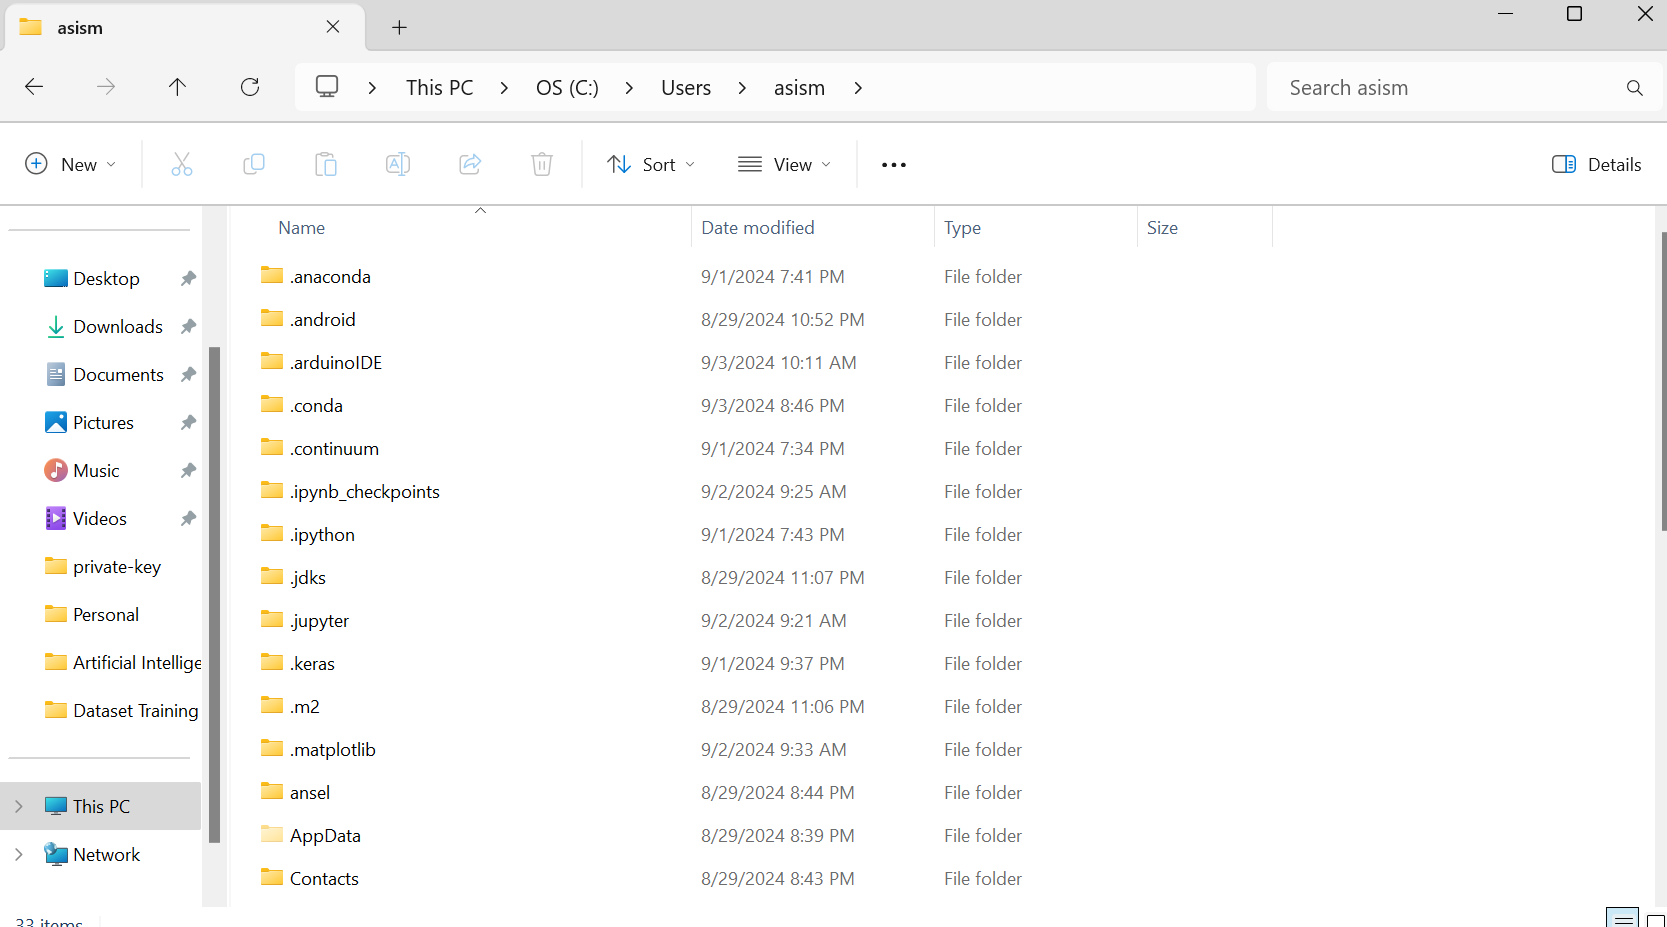 asism
This PC OS (C:) Users asism
Search asism
New Sort View Details
Name Date modified Type Size
Desktop
Downloads
Documents
Pictures
Music
Videos
private-key
Personal
Artificial Intellige
Dataset Training
This PC
Network
.anaconda 9/1/2024 7:41 PM File folder
.android 8/29/2024 10:52 PM File folder
.arduinoIDE 9/3/2024 10:11 AM File folder
.conda 9/3/2024 8:46 PM File folder
.continuum 9/1/2024 7:34 PM File folder
.ipynb_checkpoints 9/2/2024 9:25 AM File folder
.ipython 9/1/2024 7:43 PM File folder
.jdks 8/29/2024 11:07 PM File folder
.jupyter 9/2/2024 9:21 AM File folder
.keras 9/1/2024 9:37 PM File folder
.m2 8/29/2024 11:06 PM File folder
.matplotlib 9/2/2024 9:33 AM File folder
ansel 8/29/2024 8:44 PM File folder
AppData 8/29/2024 8:39 PM File folder
Contacts 8/29/2024 8:43 PM File folder
33 items